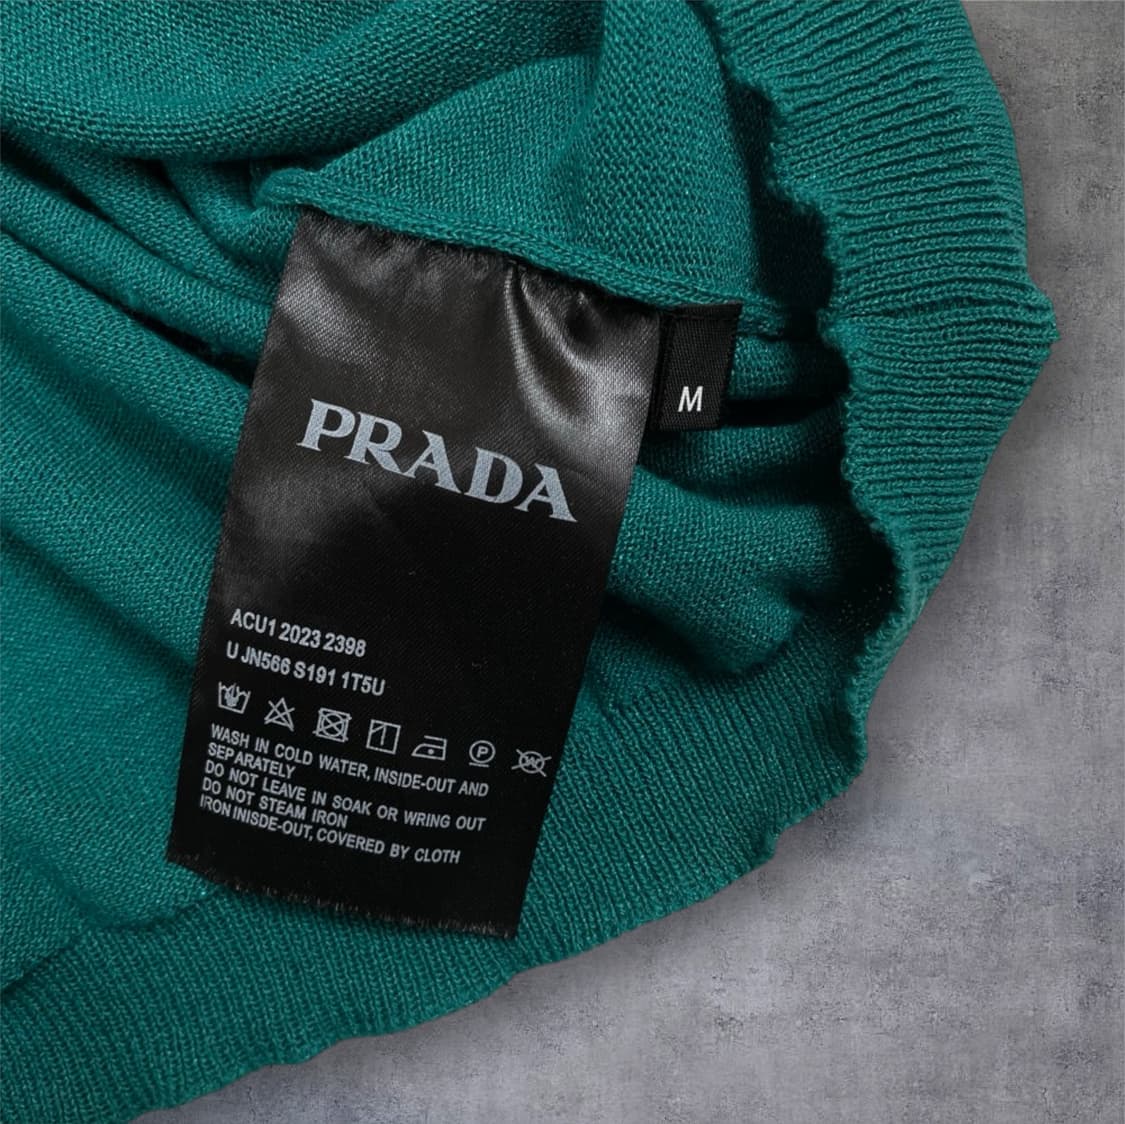 M
PRADA
ACU1 2023 2398
U JN566 S191 1T5U
P
W
WASH IN COLD WATER, INSIDE-OUT AND
SEPARATELY
DO NOT LEAVE IN SOAK OR WRING OUT
DO NOT STEAM IRON
IRON INISDE-OUT, COVERED BY CLOTH